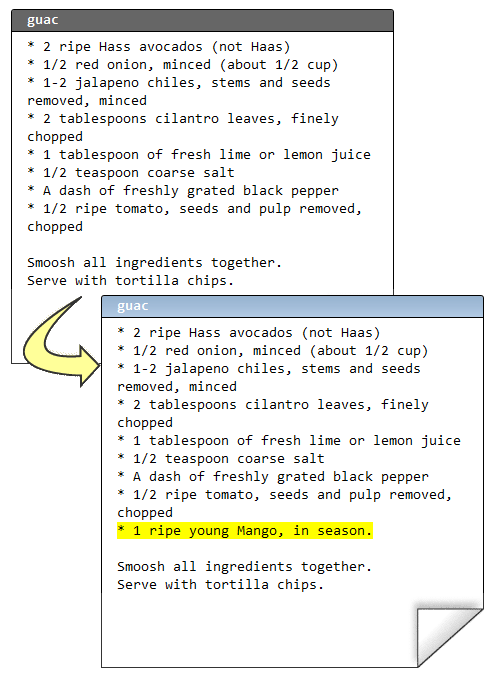 guac
* 2 ripe Hass avocados (not Haas)
* 1/2 red onion, minced (about 1/2 cup)
* 1-2 jalapeno chiles, stems and seeds
removed, minced
* 2 tablespoons cilantro leaves, finely
chopped
* 1 tablespoon of fresh lime or lemon juice
* 1/2 teaspoon coarse salt
* A dash of freshly grated black pepper
* 1/2 ripe tomato, seeds and pulp removed,
chopped
Smoosh all ingredients together.
Serve with tortilla chips.
guac
* 2 ripe Hass avocados (not Haas)
* 1/2 red onion, minced (about 1/2 cup)
* 1-2 jalapeno chiles, stems and seeds
removed, minced
* 2 tablespoons cilantro leaves, finely
chopped
* 1 tablespoon of fresh lime or lemon juice
* 1/2 teaspoon coarse salt
* A dash of freshly grated black pepper
* 1/2 ripe tomato, seeds and pulp removed,
chopped
* 1 ripe young Mango, in season.
Smoosh all ingredients together.
Serve with tortilla chips.